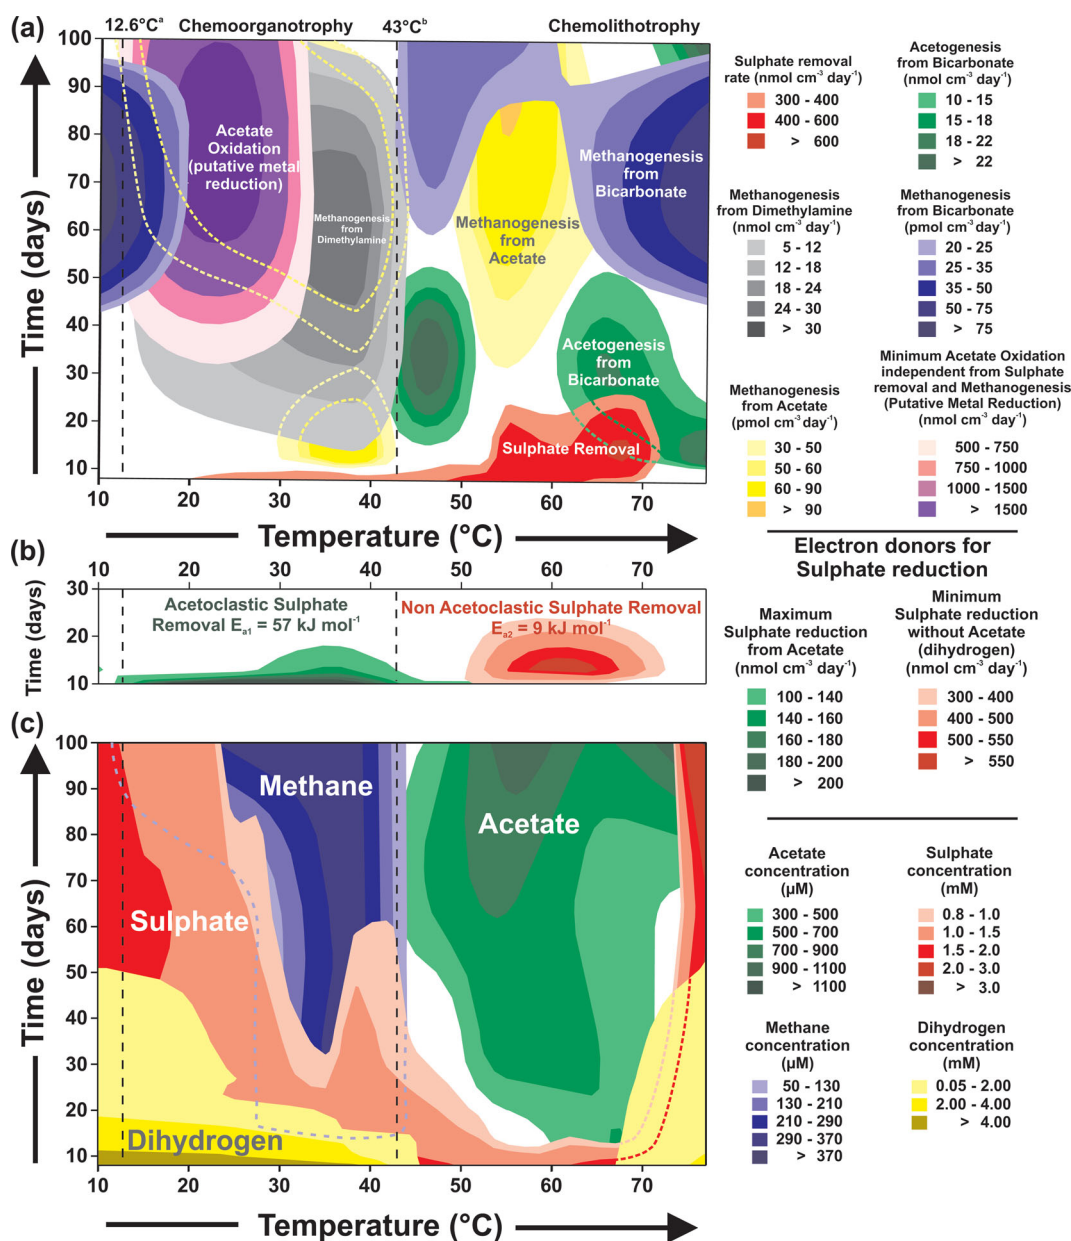 (a)
12.6°Cᵃ Chemoorganotrophy 43°Cᵇ Chemolithotrophy
100
90
80
70
60
50
40
30
20
10
Time (days)
Acetate
Oxidation
(putative metal
reduction)
Methanogenesis
from
Dimethylamine
Methanogenesis
from
Acetate
Methanogenesis
from
Bicarbonate
Acetogenesis
from
Bicarbonate
Sulphate Removal
10 20 30 40 50 60 70
Temperature (°C)
Sulphate removal
rate (nmol cm⁻³ day⁻¹)
300 - 400
400 - 600
> 600
Acetogenesis
from Bicarbonate
(nmol cm⁻³ day⁻¹)
10 - 15
15 - 18
18 - 22
> 22
Methanogenesis
from Dimethylamine
(nmol cm⁻³ day⁻¹)
5 - 12
12 - 18
18 - 24
24 - 30
> 30
Methanogenesis
from Bicarbonate
(pmol cm⁻³ day⁻¹)
20 - 25
25 - 35
35 - 50
50 - 75
> 75
Methanogenesis
from Acetate
(pmol cm⁻³ day⁻¹)
30 - 50
50 - 60
60 - 90
> 90
Minimum Acetate Oxidation
independent from Sulphate
removal and Methanogenesis
(Putative Metal Reduction)
(nmol cm⁻³ day⁻¹)
500 - 750
750 - 1000
1000 - 1500
> 1500
(b)
10 20 30 40 50 60 70
30
20
10
Time (days)
Acetoclastic Sulphate
Removal Eₐ₁ = 57 kJ mol⁻¹
Non Acetoclastic Sulphate Removal
Eₐ₂ = 9 kJ mol⁻¹
Electron donors for
Sulphate reduction
Maximum
Sulphate reduction
from Acetate
(nmol cm⁻³ day⁻¹)
100 - 140
140 - 160
160 - 180
180 - 200
> 200
Minimum
Sulphate reduction
without Acetate
(dihydrogen)
(nmol cm⁻³ day⁻¹)
300 - 400
400 - 500
500 - 550
> 550
(c)
100
90
80
70
60
50
40
30
20
10
Time (days)
Methane
Acetate
Sulphate
Dihydrogen
10 20 30 40 50 60 70
Temperature (°C)
Acetate
concentration
(µM)
300 - 500
500 - 700
700 - 900
900 - 1100
> 1100
Sulphate
concentration
(mM)
0.8 - 1.0
1.0 - 1.5
1.5 - 2.0
2.0 - 3.0
> 3.0
Methane
concentration
(µM)
50 - 130
130 - 210
210 - 290
290 - 370
> 370
Dihydrogen
concentration
(mM)
0.05 - 2.00
2.00 - 4.00
> 4.00